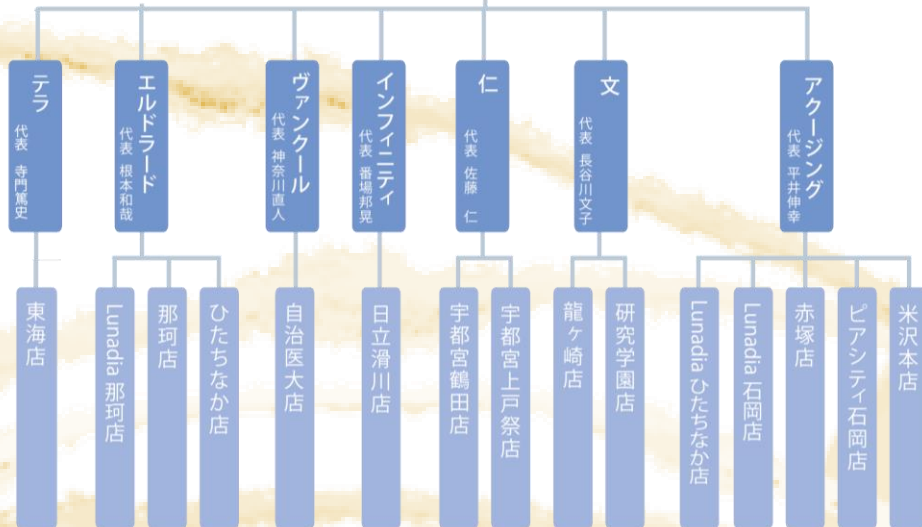 テラ
代表 寺門篤史
エルドラード
代表 根本和哉
ヴァンクール
代表 神奈川直人
インフィニティ
代表 番場邦晃
仁
代表 佐藤 仁
文
代表 長谷川文子
アクージング
代表 平井伸幸
東海店
Lunadia 那珂店
那珂店
ひたちなか店
自治医大店
日立滑川店
宇都宮鶴田店
宇都宮上戸祭店
龍ヶ崎店
研究学園店
Lunadia ひたちなか店
Lunadia 石岡店
赤塚店
ピアシティ石岡店
米沢本店